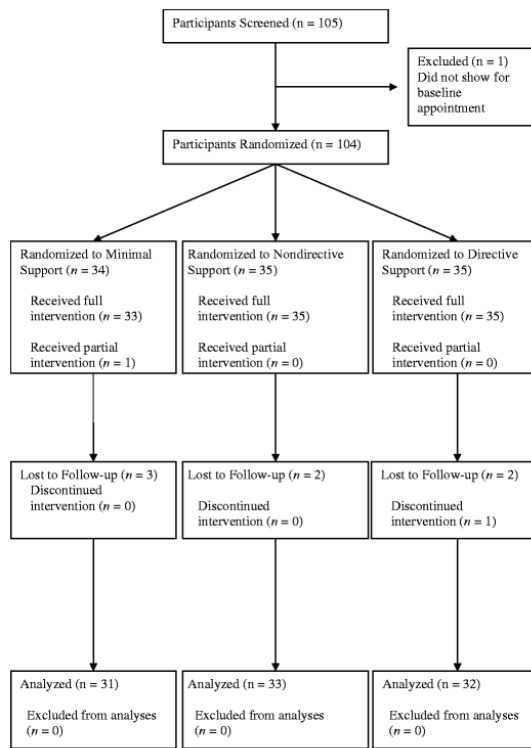 Participants Screened (n = 105)
Excluded (n = 1)
Did not show for
baseline
appointment
Participants Randomized (n = 104)
Randomized to Minimal
Support (n = 34)
Received full
intervention (n = 33)
Received partial
intervention (n = 1)
Randomized to Nondirective
Support (n = 35)
Received full
intervention (n = 35)
Received partial
intervention (n = 0)
Randomized to Directive
Support (n = 35)
Received full
intervention (n = 35)
Received partial
intervention (n = 0)
Lost to Follow-up (n = 3)
Discontinued
intervention (n = 0)
Lost to Follow-up (n = 2)
Discontinued
intervention (n = 0)
Lost to Follow-up (n = 2)
Discontinued
intervention (n = 1)
Analyzed (n = 31)
Excluded from analyses
(n = 0)
Analyzed (n = 33)
Excluded from analyses
(n = 0)
Analyzed (n = 32)
Excluded from analyses
(n = 0)